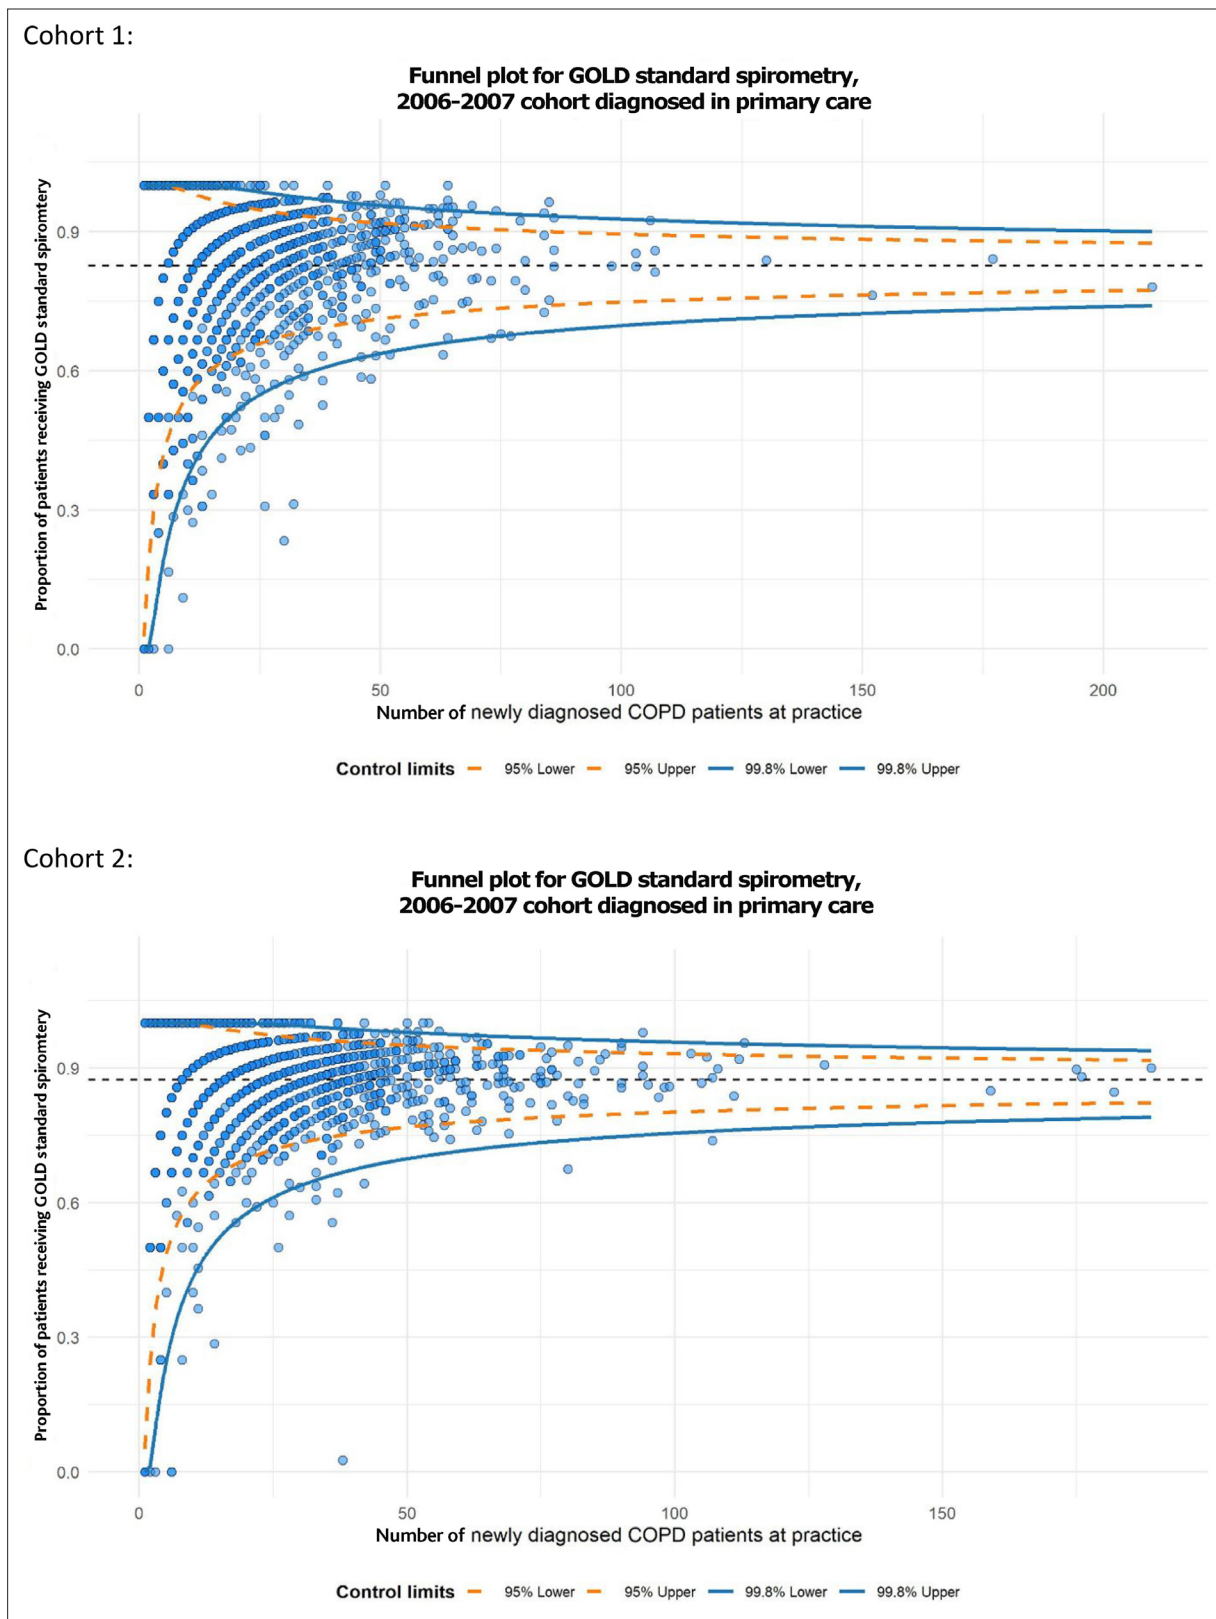 Cohort 1:
Funnel plot for GOLD standard spirometry,
2006–2007 cohort diagnosed in primary care
Proportion of patients receiving GOLD standard spiromtery
0.9
0.6
0.3
0.0
0 50 100 150 200
Number of newly diagnosed COPD patients at practice
Control limits 95% Lower 95% Upper 99.8% Lower 99.8% Upper
Cohort 2:
Funnel plot for GOLD standard spirometry,
2006–2007 cohort diagnosed in primary care
Proportion of patients receiving GOLD standard spiromtery
0.9
0.6
0.3
0.0
0 50 100 150
Number of newly diagnosed COPD patients at practice
Control limits 95% Lower 95% Upper 99.8% Lower 99.8% Upper